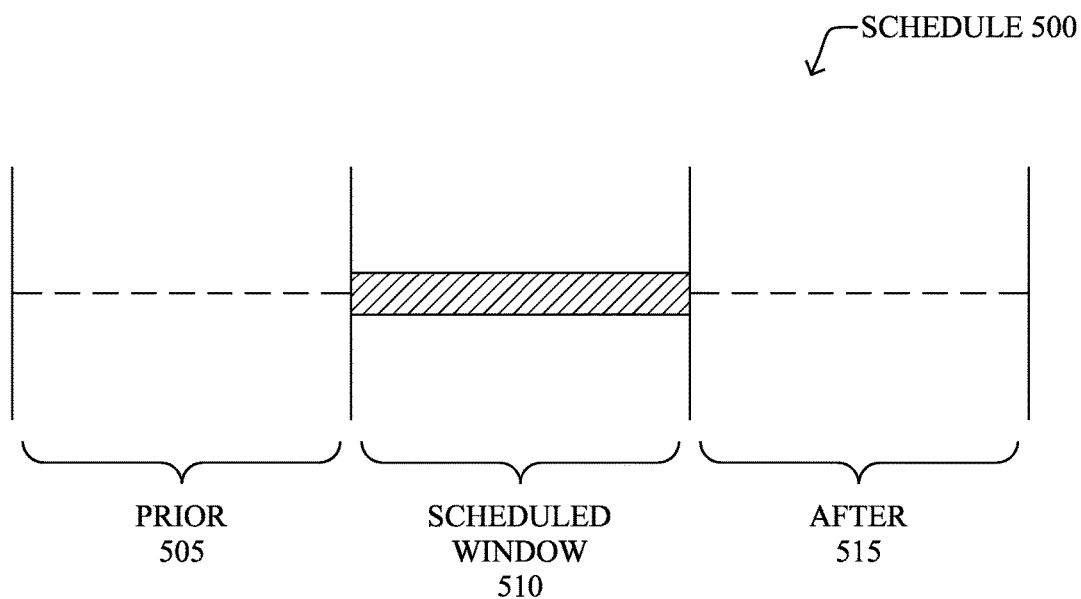 SCHEDULE 500
PRIOR
505
SCHEDULED
WINDOW
510
AFTER
515